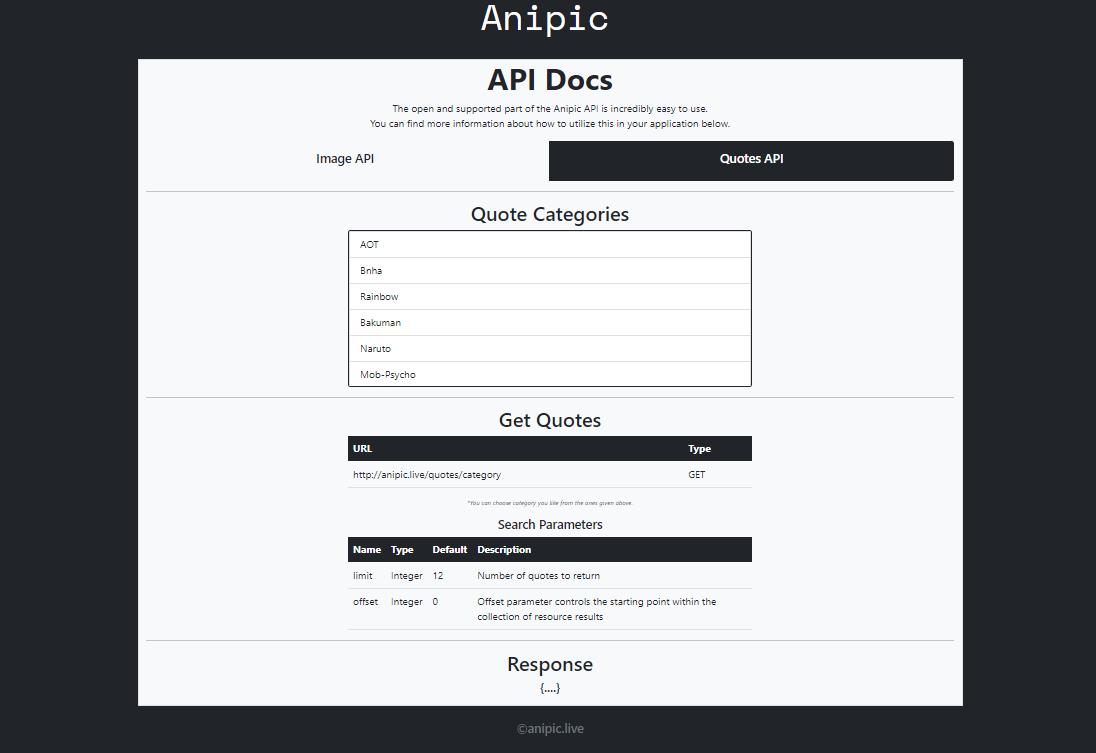 Anipic
API Docs
The open and supported part of the Anipic API is incredibly easy to use.
You can find more information about how to utilize this in your application below.
Image API
Quotes API
Quote Categories
AOT
Bnha
Rainbow
Bakuman
Naruto
Mob-Psycho
Get Quotes
URL Type
http://anipic.live/quotes/category GET
*You can choose category you like from the ones given above.
Search Parameters
Name Type Default Description
limit Integer 12 Number of quotes to return
offset Integer 0 Offset parameter controls the starting point within the
collection of resource results
Response
{....}
©anipic.live